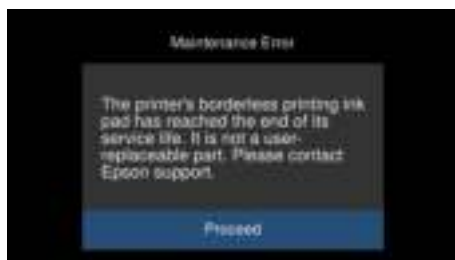 Maintenance Error
The printer's borderless printing ink
pad has reached the end of its
service life. It is not a user-
replaceable part. Please contact
Epson support.
Proceed